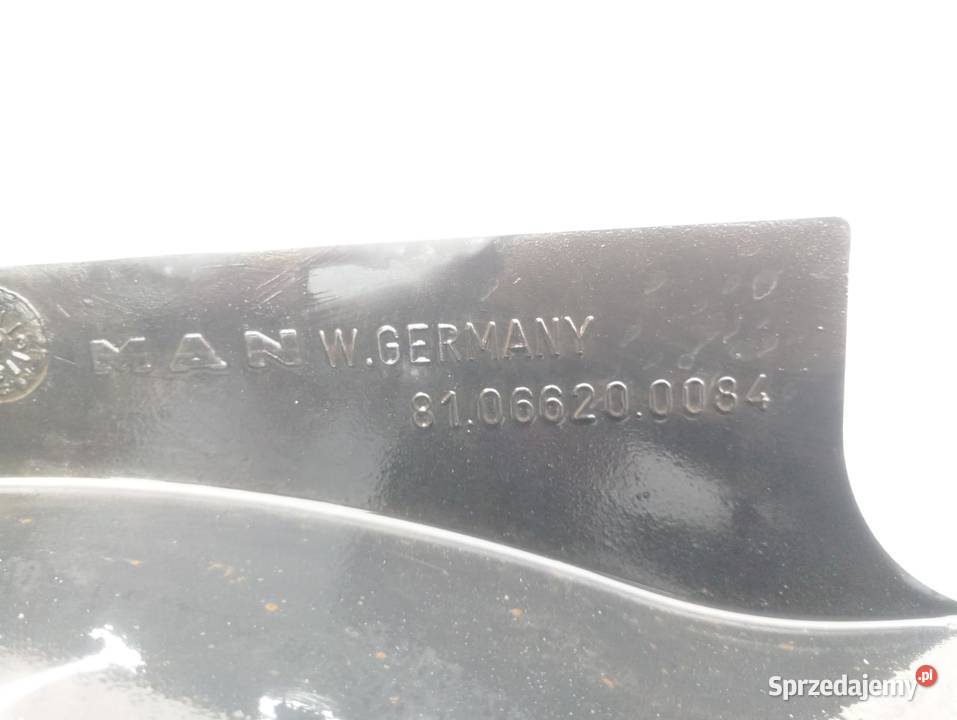 MAN W.GERMANY
81.06620.0084
Sprzedajemy.pl